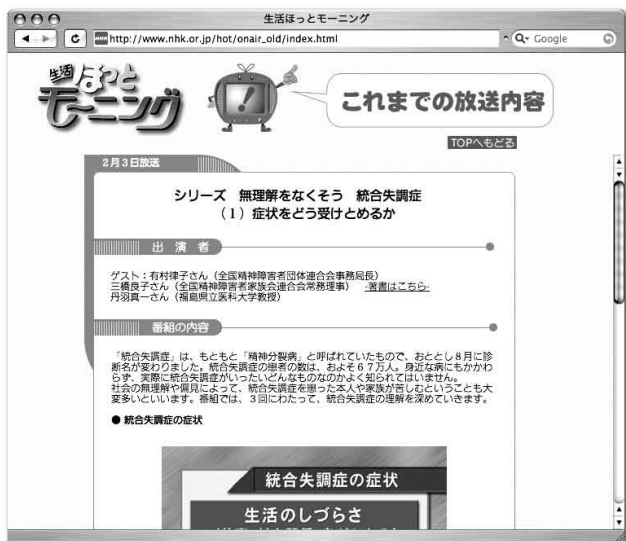 生活ほっとモーニング
http://www.nhk.or.jp/hot/onair_old/index.html
Google
生活ほっと
モーニング
これまでの放送内容
TOPへもどる
2月3日放送
シリーズ 無理解をなくそう 統合失調症
(1)症状をどう受けとめるか
出演者
ゲスト:有村律子さん(全国精神障害者団体連合会事務局長)
三橋良子さん(全国精神障害者家族会連合会常務理事) -著書はこちら-
丹羽真一さん(福島県立医科大学教授)
番組の内容
「統合失調症」は、もともと「精神分裂病」と呼ばれていたもので、おととし8月に診
断名が変わりました。統合失調症の患者の数は、およそ67万人。身近な病にもかかわ
らず、実際に統合失調症がいったいどんなものなのかよく知られてはいません。
社会の無理解や偏見によって、統合失調症を患った本人や家族が苦しむということも大
変多いといいます。番組では、3回にわたって、統合失調症の理解を深めていきます。
● 統合失調症の症状
統合失調症の症状
生活のしづらさ